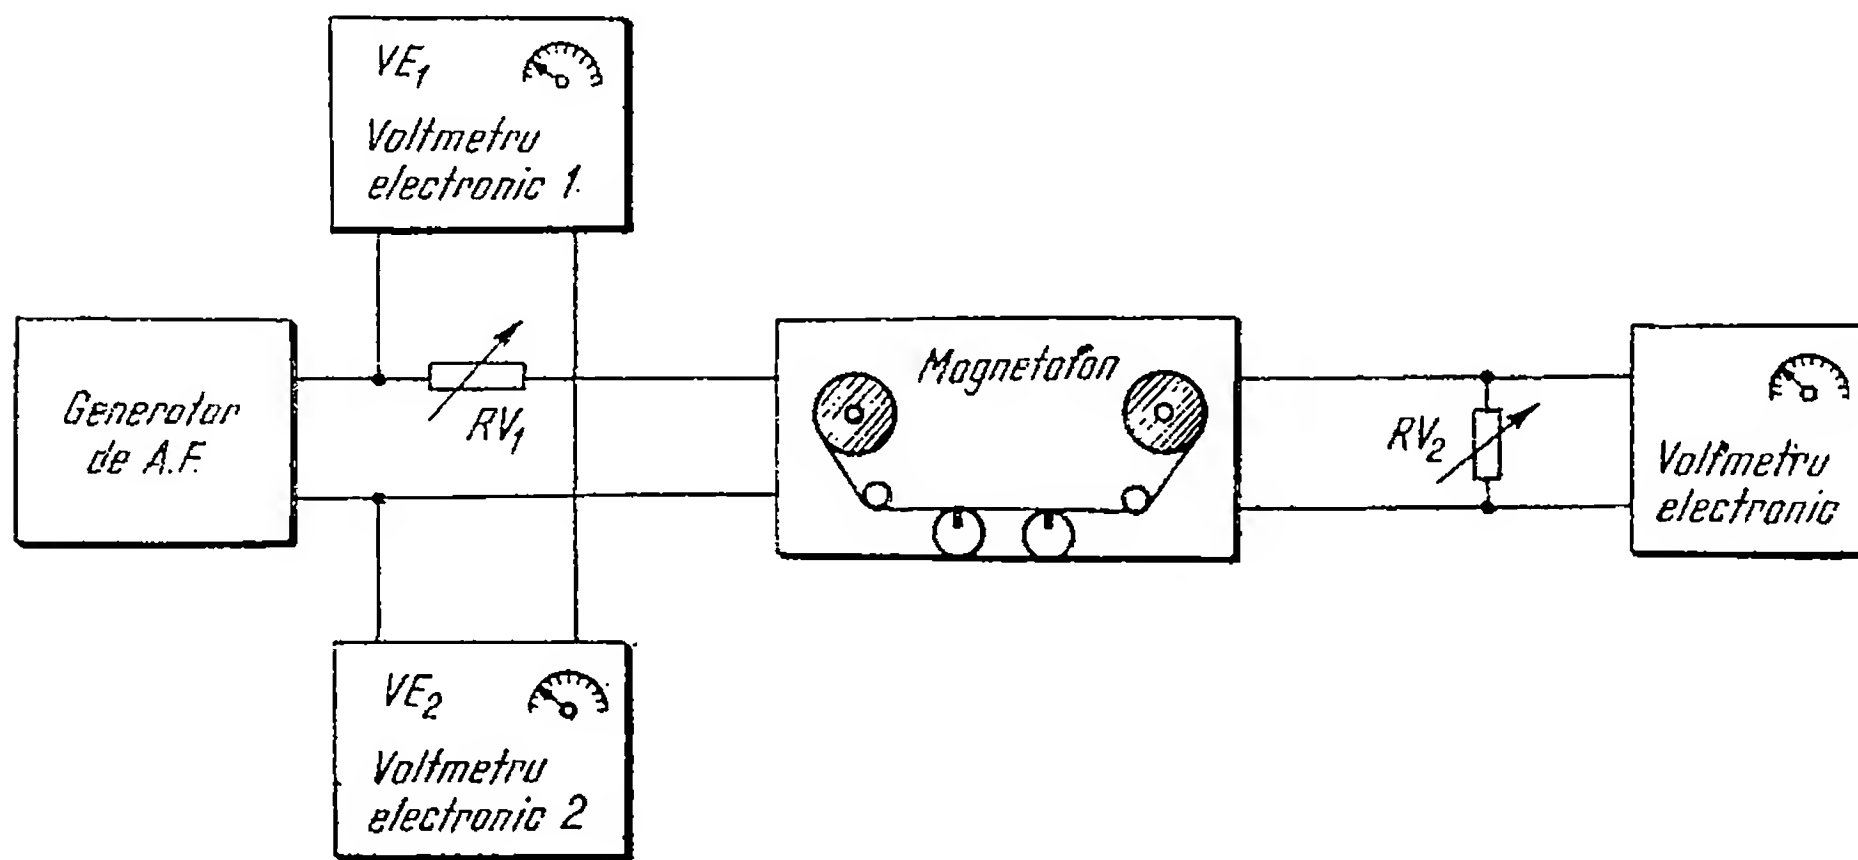 VE₁
Voltmetru
electronic 1.
Generator
de A.F.
RV₁
Magnetofon
RV₂
Voltmetru
electronic
VE₂
Voltmetru
electronic 2